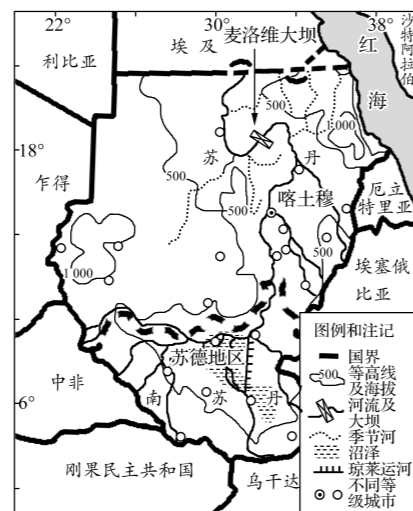 22° 30° 38°
埃及
麦洛维大坝
利比亚
红
海
沙特阿拉伯
500
1000
18°
苏 丹
500
500
乍得
喀土穆
厄立
特里亚
500
1000
埃塞俄
比亚
苏德地区
中非
南 苏 丹
6°
刚果民主共和国
乌干达
图例和注记
国界
500 等高线
及海拔
河流及
大坝
季节河
沼泽
琼莱运河
不同等
级城市